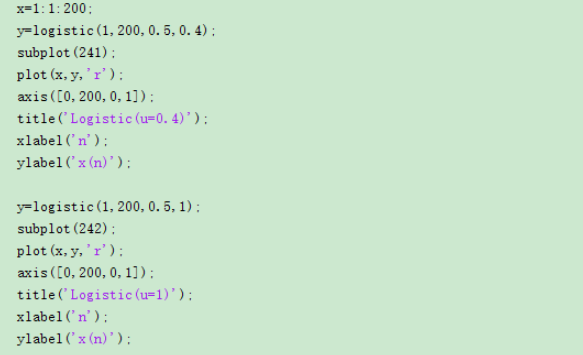 x=1:1:200;
y=logistic(1,200,0.5,0.4);
subplot(241);
plot(x,y,'r');
axis([0,200,0,1]);
title('Logistic(u=0.4)');
xlabel('n');
ylabel('x(n)');
y=logistic(1,200,0.5,1);
subplot(242);
plot(x,y,'r');
axis([0,200,0,1]);
title('Logistic(u=1)');
xlabel('n');
ylabel('x(n)');